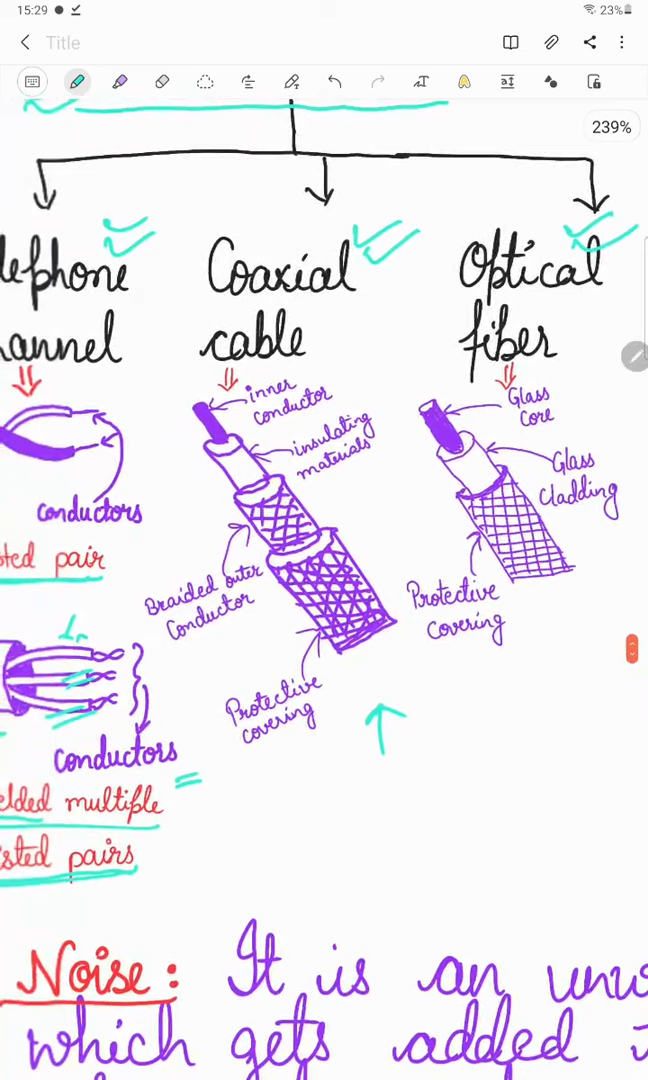 15:29
23%
Title
239%
lephone
annel
Coaxial
cable
Optical
fiber
conductors
sted pair
inner
conductor
insulating
materials
Braided outer
Conductor
Protective
covering
Glass
Core
Glass
Cladding
Protective
covering
conductors
elded multiple
isted pairs
Noise: It is an unw
which gets added